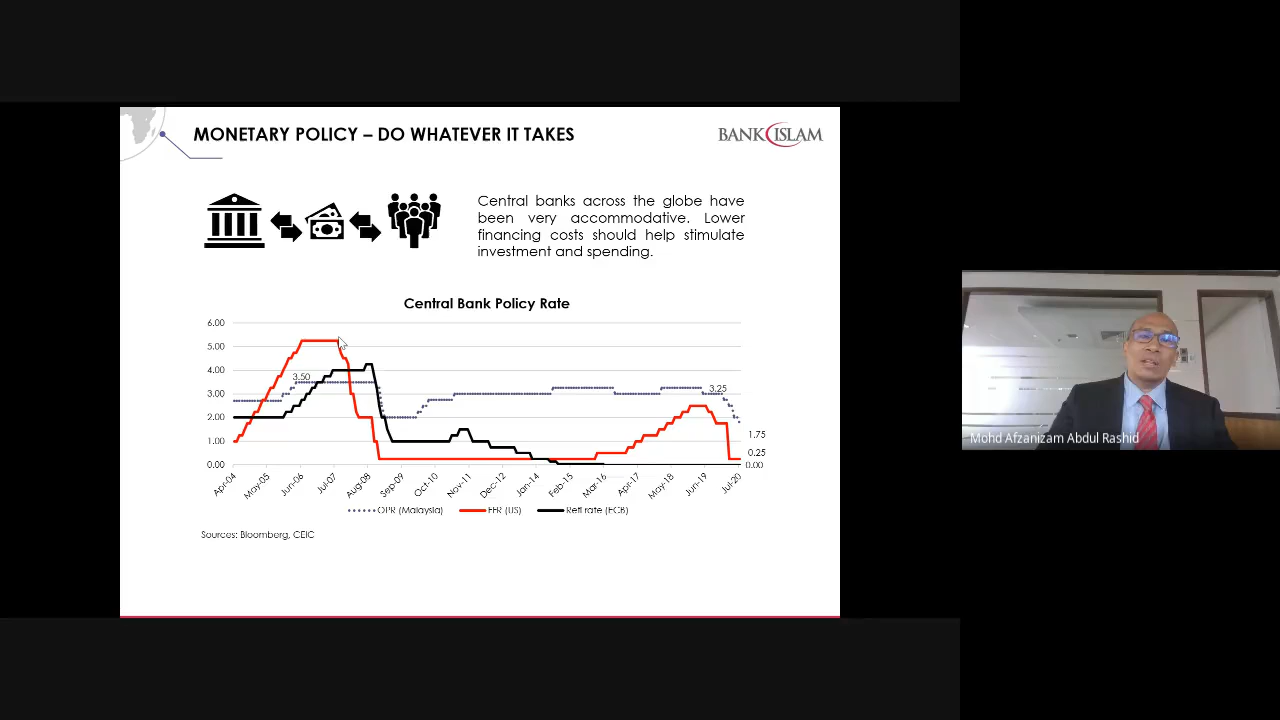 MONETARY POLICY – DO WHATEVER IT TAKES
BANK ISLAM
Central banks across the globe have
been very accommodative. Lower
financing costs should help stimulate
investment and spending.
Central Bank Policy Rate
6.00
5.00
4.00
3.00
2.00
1.00
0.00
3.50
3.25
1.75
0.25
0.00
Apr-04
May-05
Jun-06
Jul-07
Aug-08
Sep-09
Oct-10
Nov-11
Dec-12
Jan-14
Feb-15
Mar-16
Apr-17
May-18
Jun-19
Jul-20
OPR (Malaysia) FFR (US) Refi rate (ECB)
Sources: Bloomberg, CEIC
Mohd Afzanizam Abdul Rashid